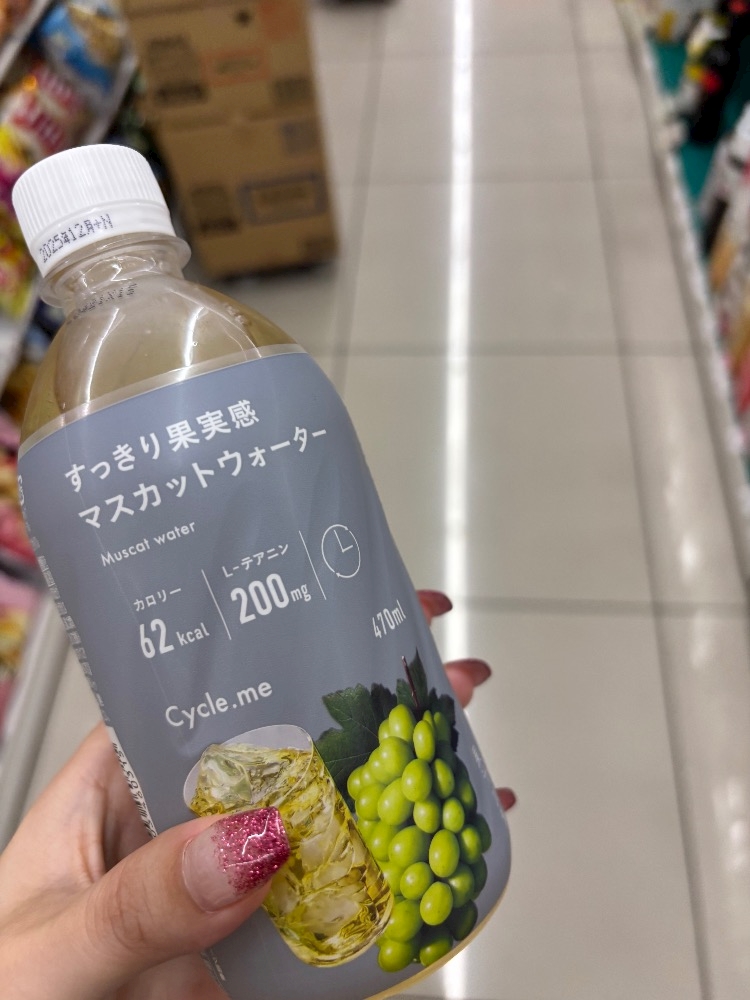 2025年12月+N
すっきり果実感
マスカットウォーター
Muscat water
カロリー
62 kcal
L-テアニン
200mg
470ml
Cycle.me